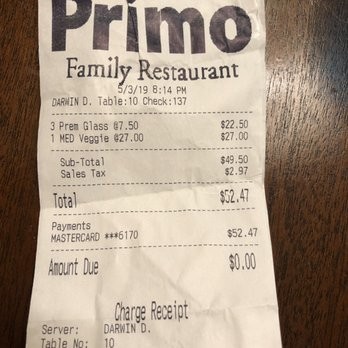 Primo
Family Restaurant
5/3/19 8:14 PM
DARWIN D. Table:10 Check:137
3 Prem Glass @7.50 $22.50
1 MED Veggie @27.00 $27.00
Sub-Total $49.50
Sales Tax $2.97
Total $52.47
Payments
MASTERCARD ***6170 $52.47
Amount Due $0.00
Charge Receipt
Server: DARWIN D.
Table No: 10